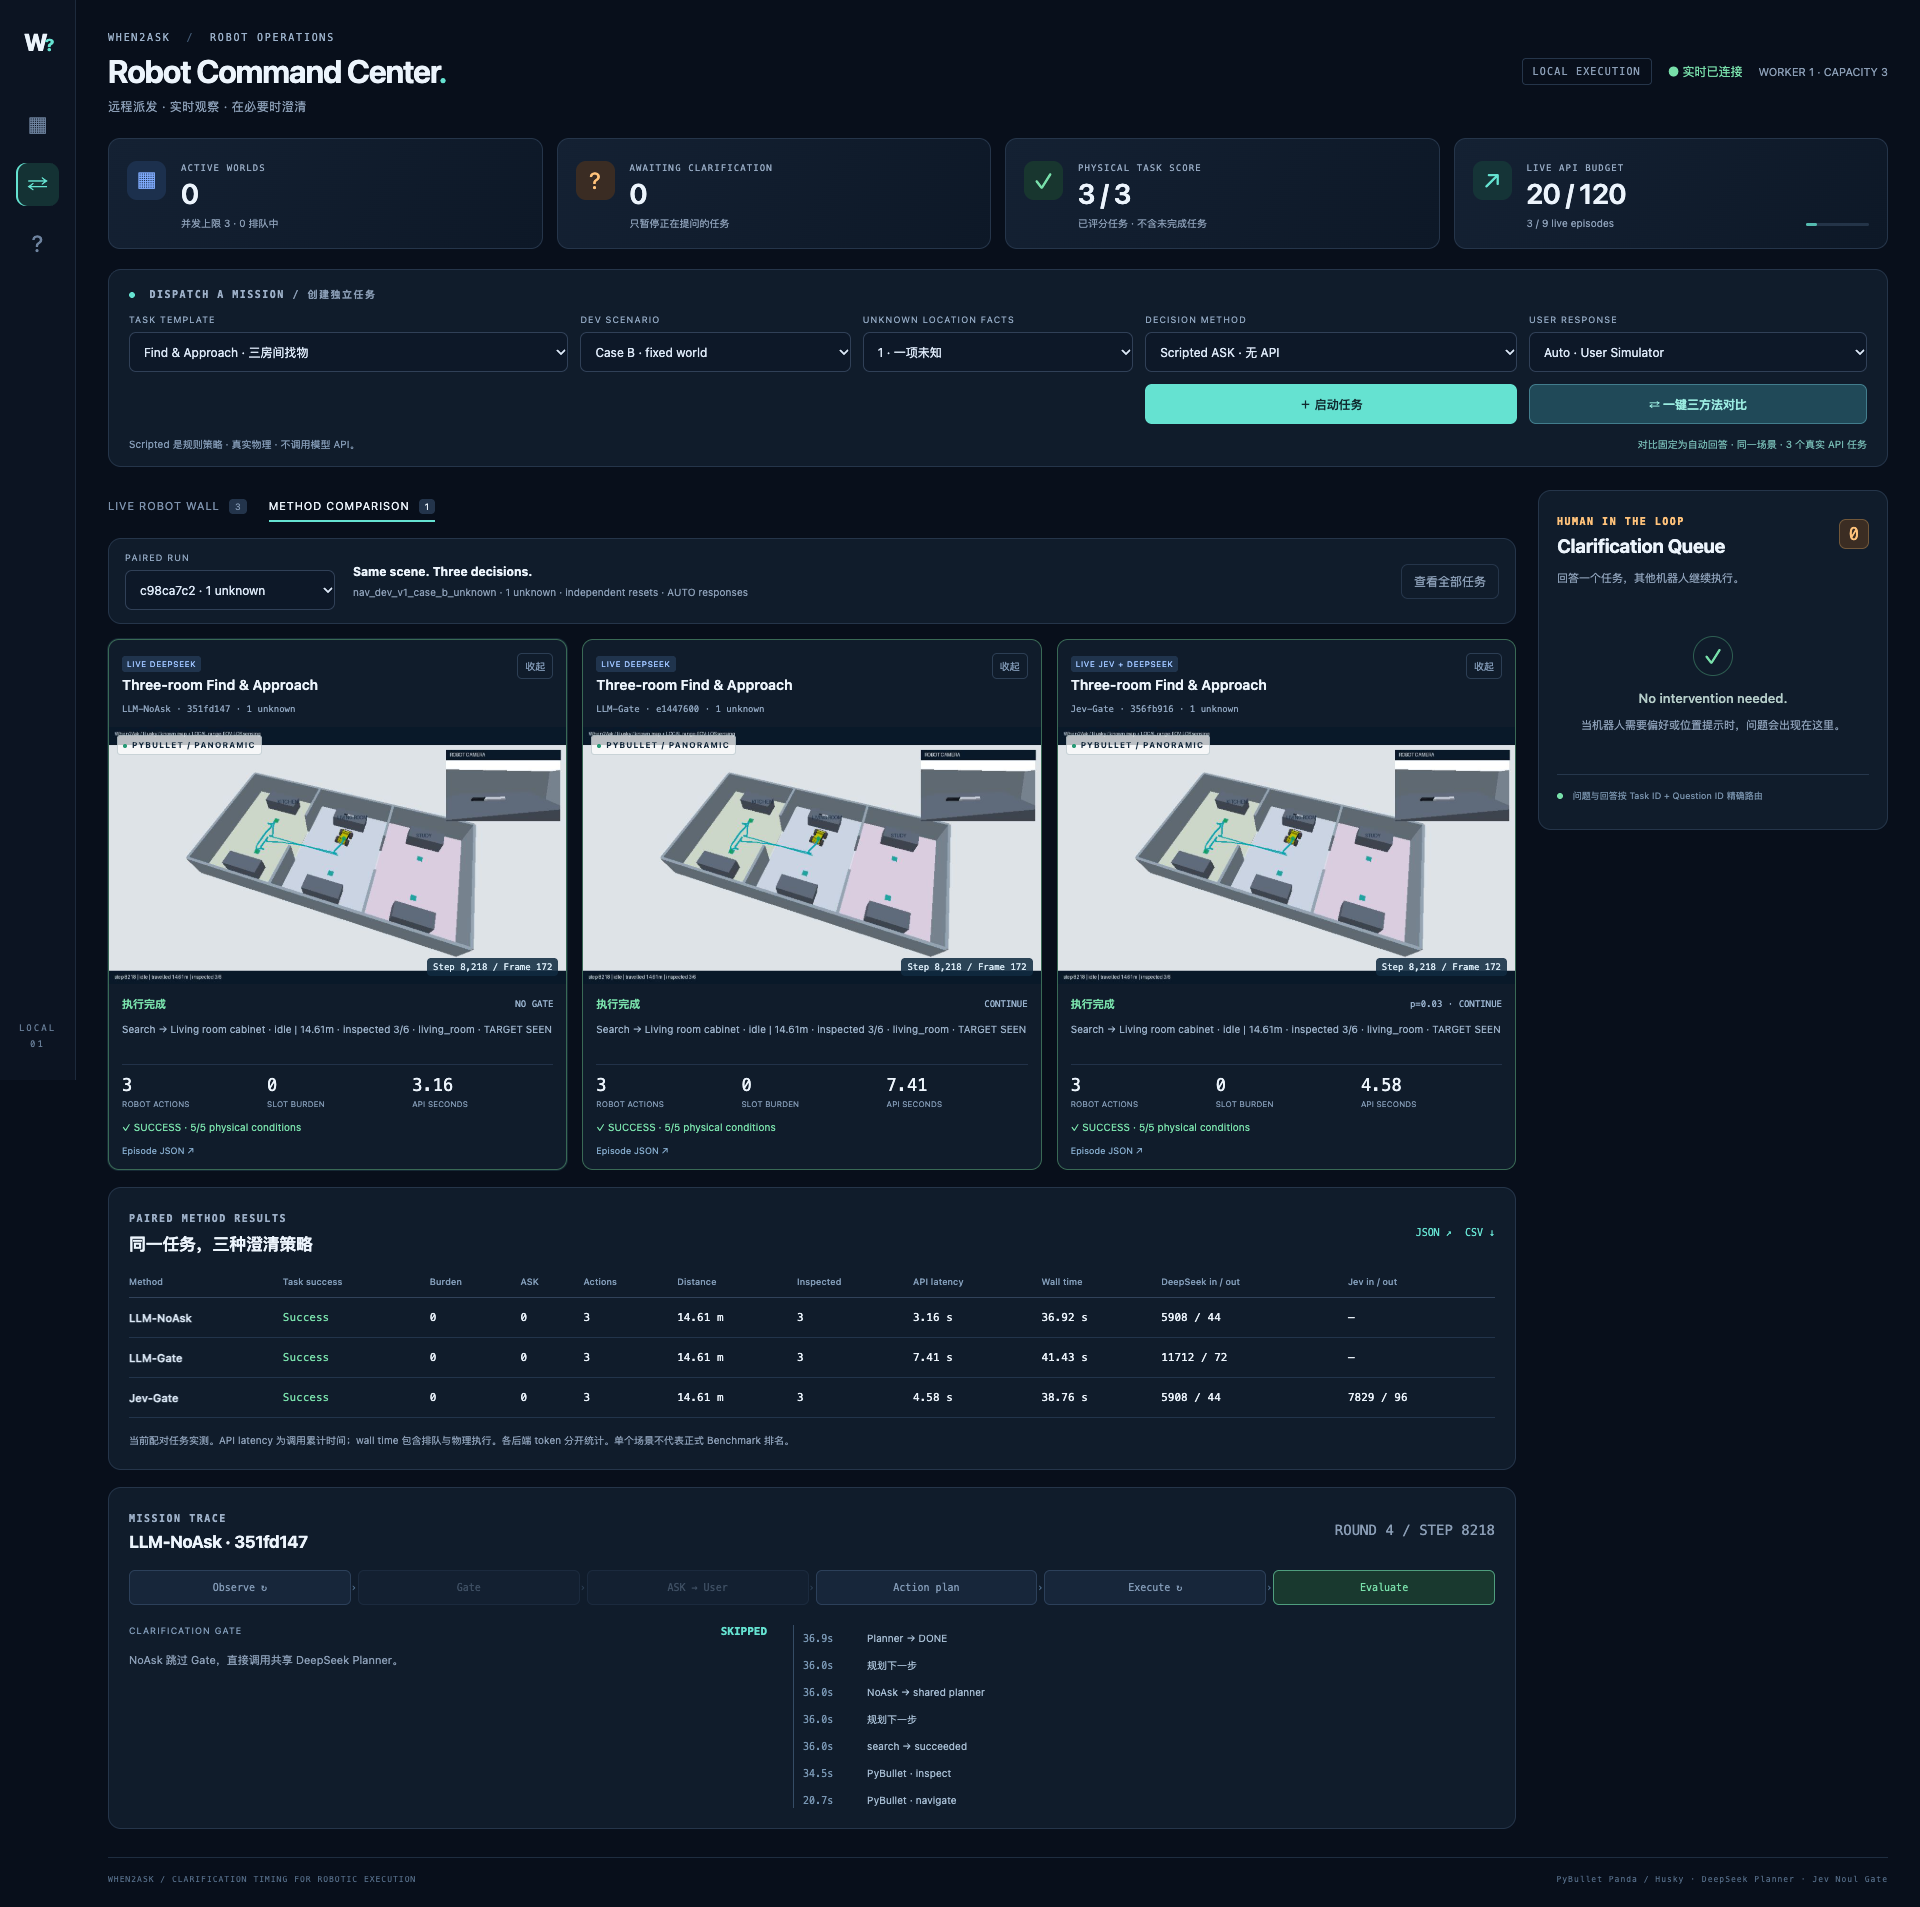 W?
WHEN2ASK / ROBOT OPERATIONS
Robot Command Center.
远程派发 · 实时观察 · 在必要时澄清
LOCAL EXECUTION
实时已连接
WORKER 1 · CAPACITY 3
ACTIVE WORLDS
0
并发上限 3 · 0 排队中
?
AWAITING CLARIFICATION
0
只暂停正在提问的任务
PHYSICAL TASK SCORE
3 / 3
已评分任务 · 不含未完成任务
LIVE API BUDGET
20 / 120
3 / 9 live episodes
?
DISPATCH A MISSION / 创建独立任务
TASK TEMPLATE
Find & Approach · 三房间找物
DEV SCENARIO
Case B · fixed world
UNKNOWN LOCATION FACTS
1 · 一项未知
DECISION METHOD
Scripted ASK · 无 API
USER RESPONSE
Auto · User Simulator
+ 启动任务
⇄ 一键三方法对比
Scripted 是规则策略 · 真实物理 · 不调用模型 API。
对比固定为自动回答 · 同一场景 · 3 个真实 API 任务
LIVE ROBOT WALL 3
METHOD COMPARISON 1
PAIRED RUN
c98ca7c2 · 1 unknown
Same scene. Three decisions.
nav_dev_v1_case_b_unknown · 1 unknown · independent resets · AUTO responses
查看全部任务
LIVE DEEPSEEK
收起
Three-room Find & Approach
LLM-NoAsk · 351fd147 · 1 unknown
PYBULLET / PANORAMIC
ROBOT CAMERA
Step 8,218 / Frame 172
step 8218 | idle | travelled 14.61m | inspected 3/6
执行完成
NO GATE
Search → Living room cabinet · idle | 14.61m · inspected 3/6 · living_room · TARGET SEEN
3
ROBOT ACTIONS
0
SLOT BURDEN
3.16
API SECONDS
✓ SUCCESS · 5/5 physical conditions
Episode JSON ↗
LIVE DEEPSEEK
收起
Three-room Find & Approach
LLM-Gate · e1447600 · 1 unknown
PYBULLET / PANORAMIC
ROBOT CAMERA
Step 8,218 / Frame 172
step 8218 | idle | travelled 14.61m | inspected 3/6
执行完成
CONTINUE
Search → Living room cabinet · idle | 14.61m · inspected 3/6 · living_room · TARGET SEEN
3
ROBOT ACTIONS
0
SLOT BURDEN
7.41
API SECONDS
✓ SUCCESS · 5/5 physical conditions
Episode JSON ↗
LIVE JEV + DEEPSEEK
收起
Three-room Find & Approach
Jev-Gate · 356fb916 · 1 unknown
PYBULLET / PANORAMIC
ROBOT CAMERA
Step 8,218 / Frame 172
step 8218 | idle | travelled 14.61m | inspected 3/6
执行完成
p=0.03 · CONTINUE
Search → Living room cabinet · idle | 14.61m · inspected 3/6 · living_room · TARGET SEEN
3
ROBOT ACTIONS
0
SLOT BURDEN
4.58
API SECONDS
✓ SUCCESS · 5/5 physical conditions
Episode JSON ↗
HUMAN IN THE LOOP
Clarification Queue
0
回答一个任务，其他机器人继续执行。
No intervention needed.
当机器人需要偏好或位置提示时，问题会出现在这里。
问题与回答按 Task ID + Question ID 精确路由
LOCAL
01
PAIRED METHOD RESULTS
同一任务，三种澄清策略
JSON ↗ CSV ↓
Method Task success Burden ASK Actions Distance Inspected API latency Wall time DeepSeek in / out Jev in / out
LLM-NoAsk Success 0 0 3 14.61 m 3 3.16 s 36.92 s 5908 / 44 —
LLM-Gate Success 0 0 3 14.61 m 3 7.41 s 41.43 s 11712 / 72 —
Jev-Gate Success 0 0 3 14.61 m 3 4.58 s 38.76 s 5908 / 44 7829 / 96
当前配对任务实测。API latency 为调用累计时间；wall time 包含排队与物理执行。各后端 token 分开统计。单个场景不代表正式 Benchmark 排名。
MISSION TRACE
LLM-NoAsk · 351fd147
ROUND 4 / STEP 8218
Observe ↻ › Gate › ASK → User › Action plan › Execute ↻ › Evaluate
CLARIFICATION GATE
SKIPPED
NoAsk 跳过 Gate，直接调用共享 DeepSeek Planner。
36.9s Planner → DONE
36.0s 规划下一步
36.0s NoAsk → shared planner
36.0s 规划下一步
36.0s search → succeeded
34.5s PyBullet · inspect
20.7s PyBullet · navigate
WHEN2ASK / CLARIFICATION TIMING FOR ROBOTIC EXECUTION
PyBullet Panda / Husky · DeepSeek Planner · Jev Noul Gate